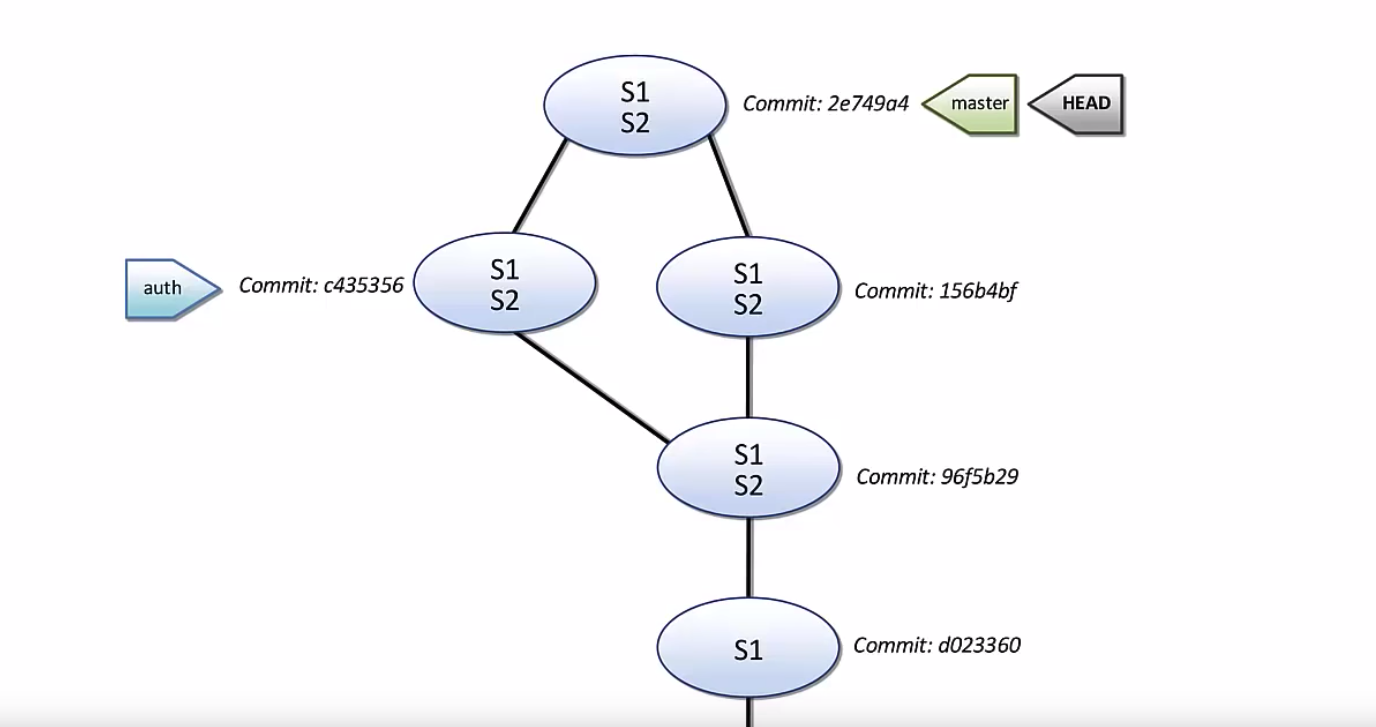 S1
S2
Commit: 2e749a4
master
HEAD
auth
Commit: c435356
S1
S2
S1
S2
Commit: 156b4bf
S1
S2
Commit: 96f5b29
S1
Commit: d023360